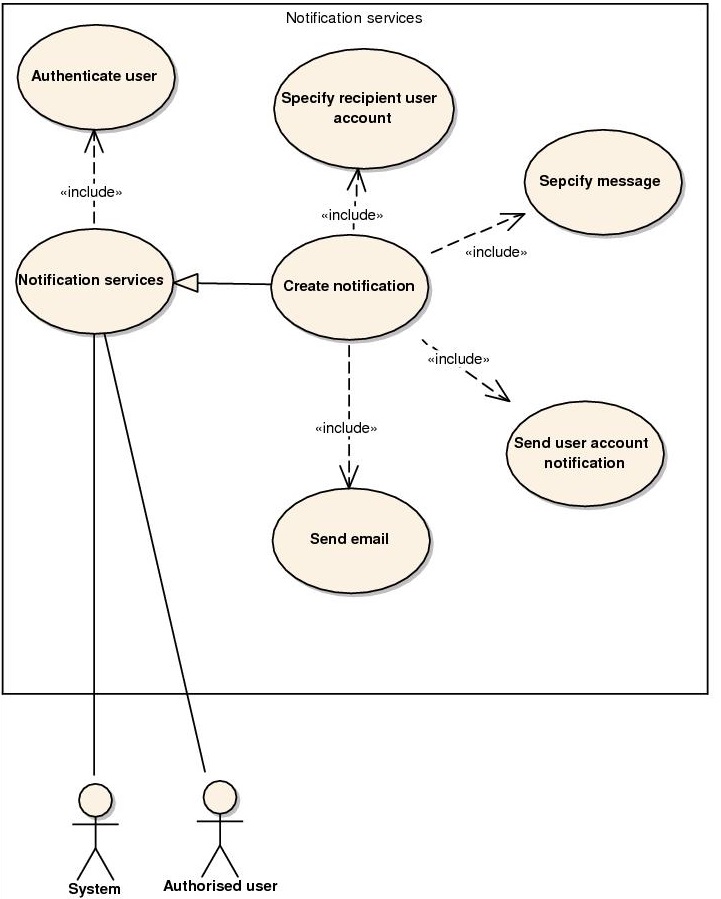 Notification services
Authenticate user
Specify recipient user
account
Sepcify message
«include»
«include»
«include»
Notification services
Create notification
«include»
Send user account
notification
«include»
Send email
System
Authorised user